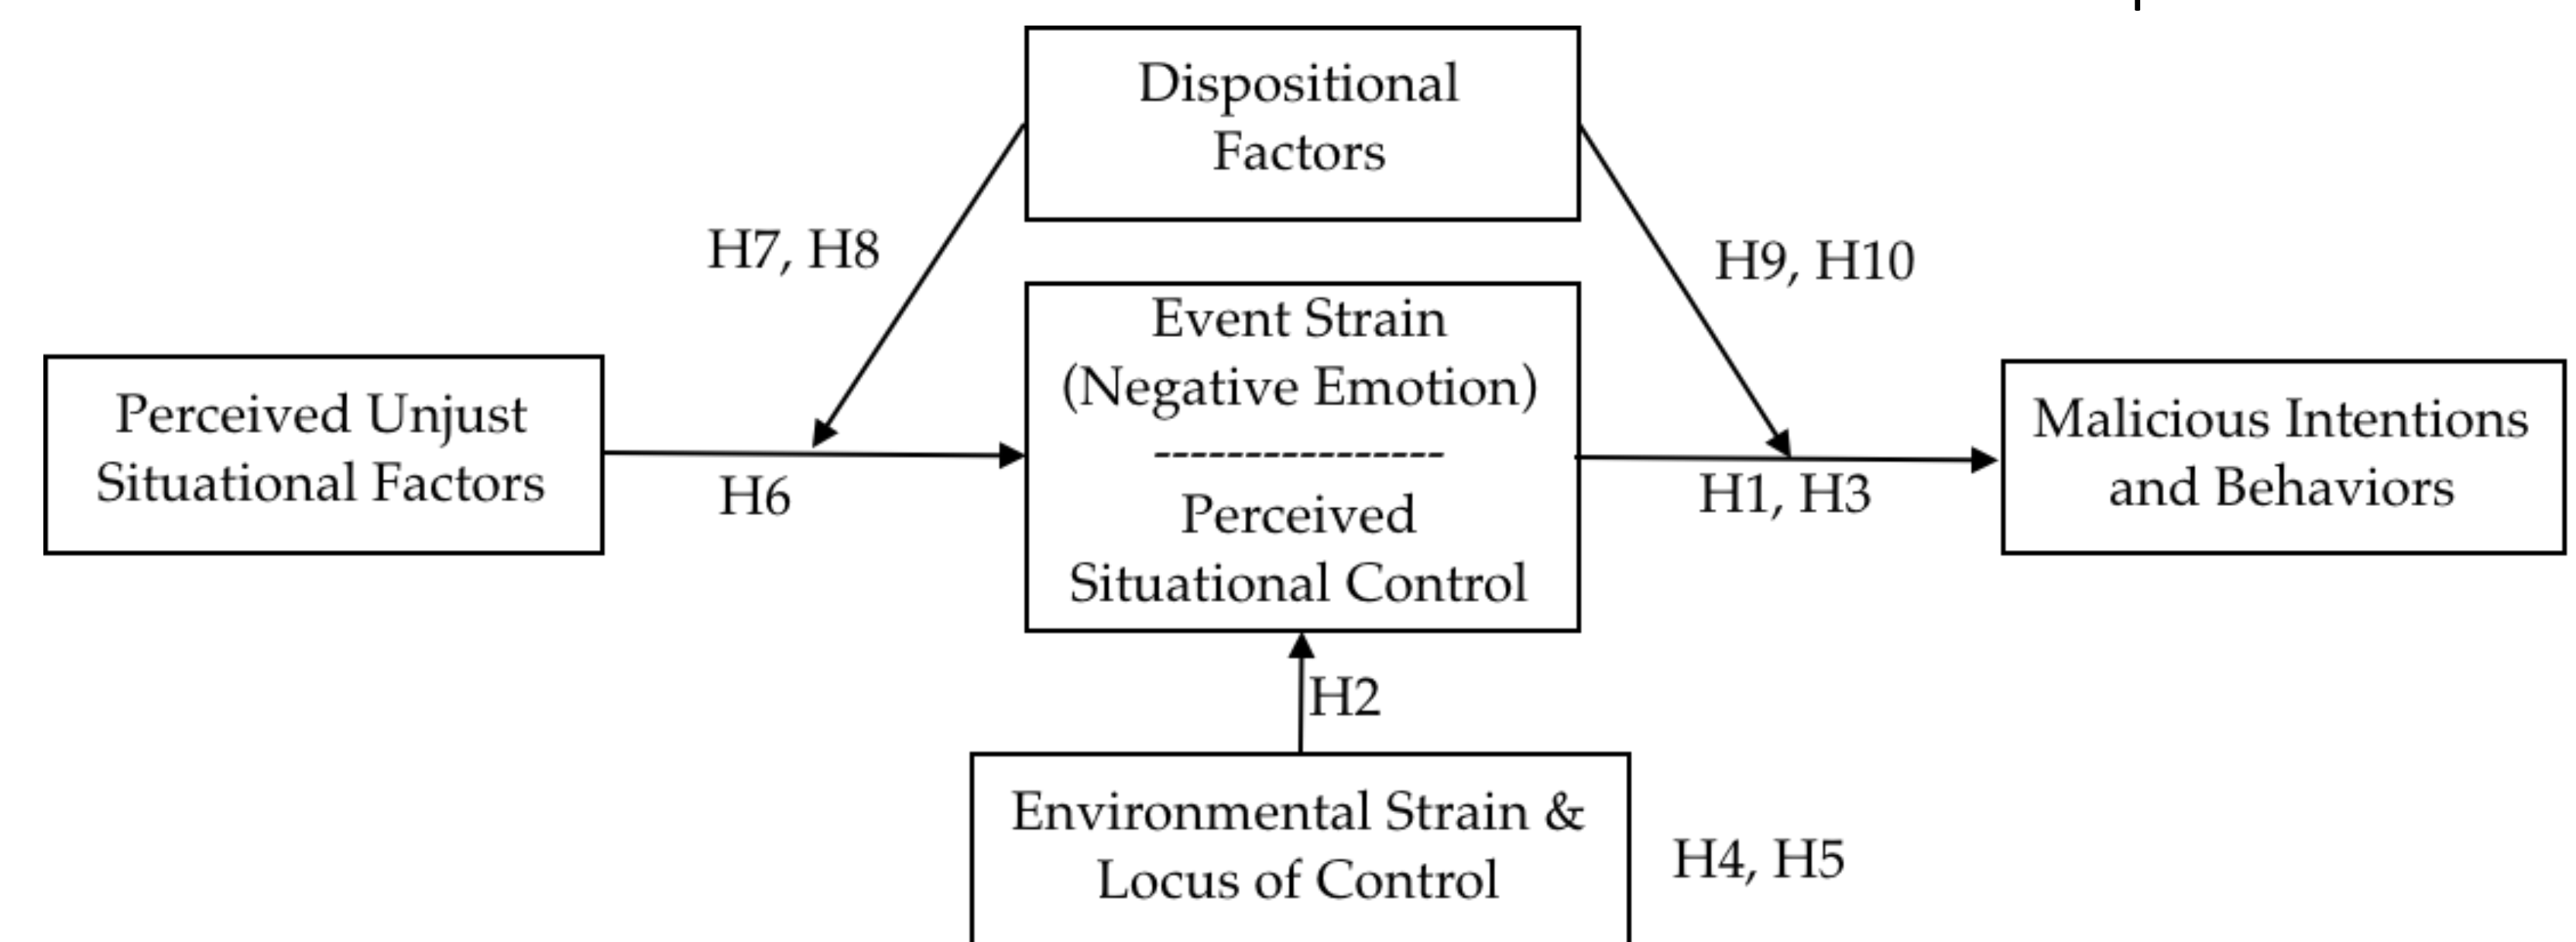 Dispositional
Factors
H7, H8
H9, H10
Event Strain
(Negative Emotion)
---------------
Perceived
Situational Control
Perceived Unjust
Situational Factors
H6
H1, H3
Malicious Intentions
and Behaviors
H2
Environmental Strain &
Locus of Control
H4, H5